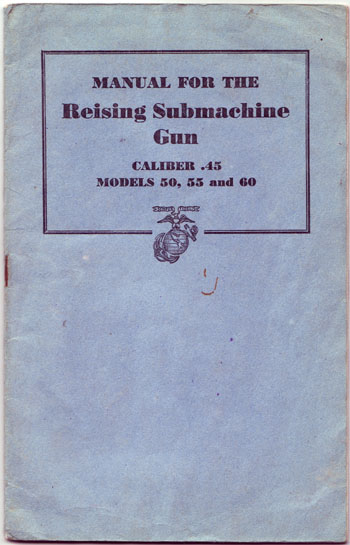 MANUAL FOR THE
Reising Submachine
Gun
CALIBER .45
MODELS 50, 55 and 60